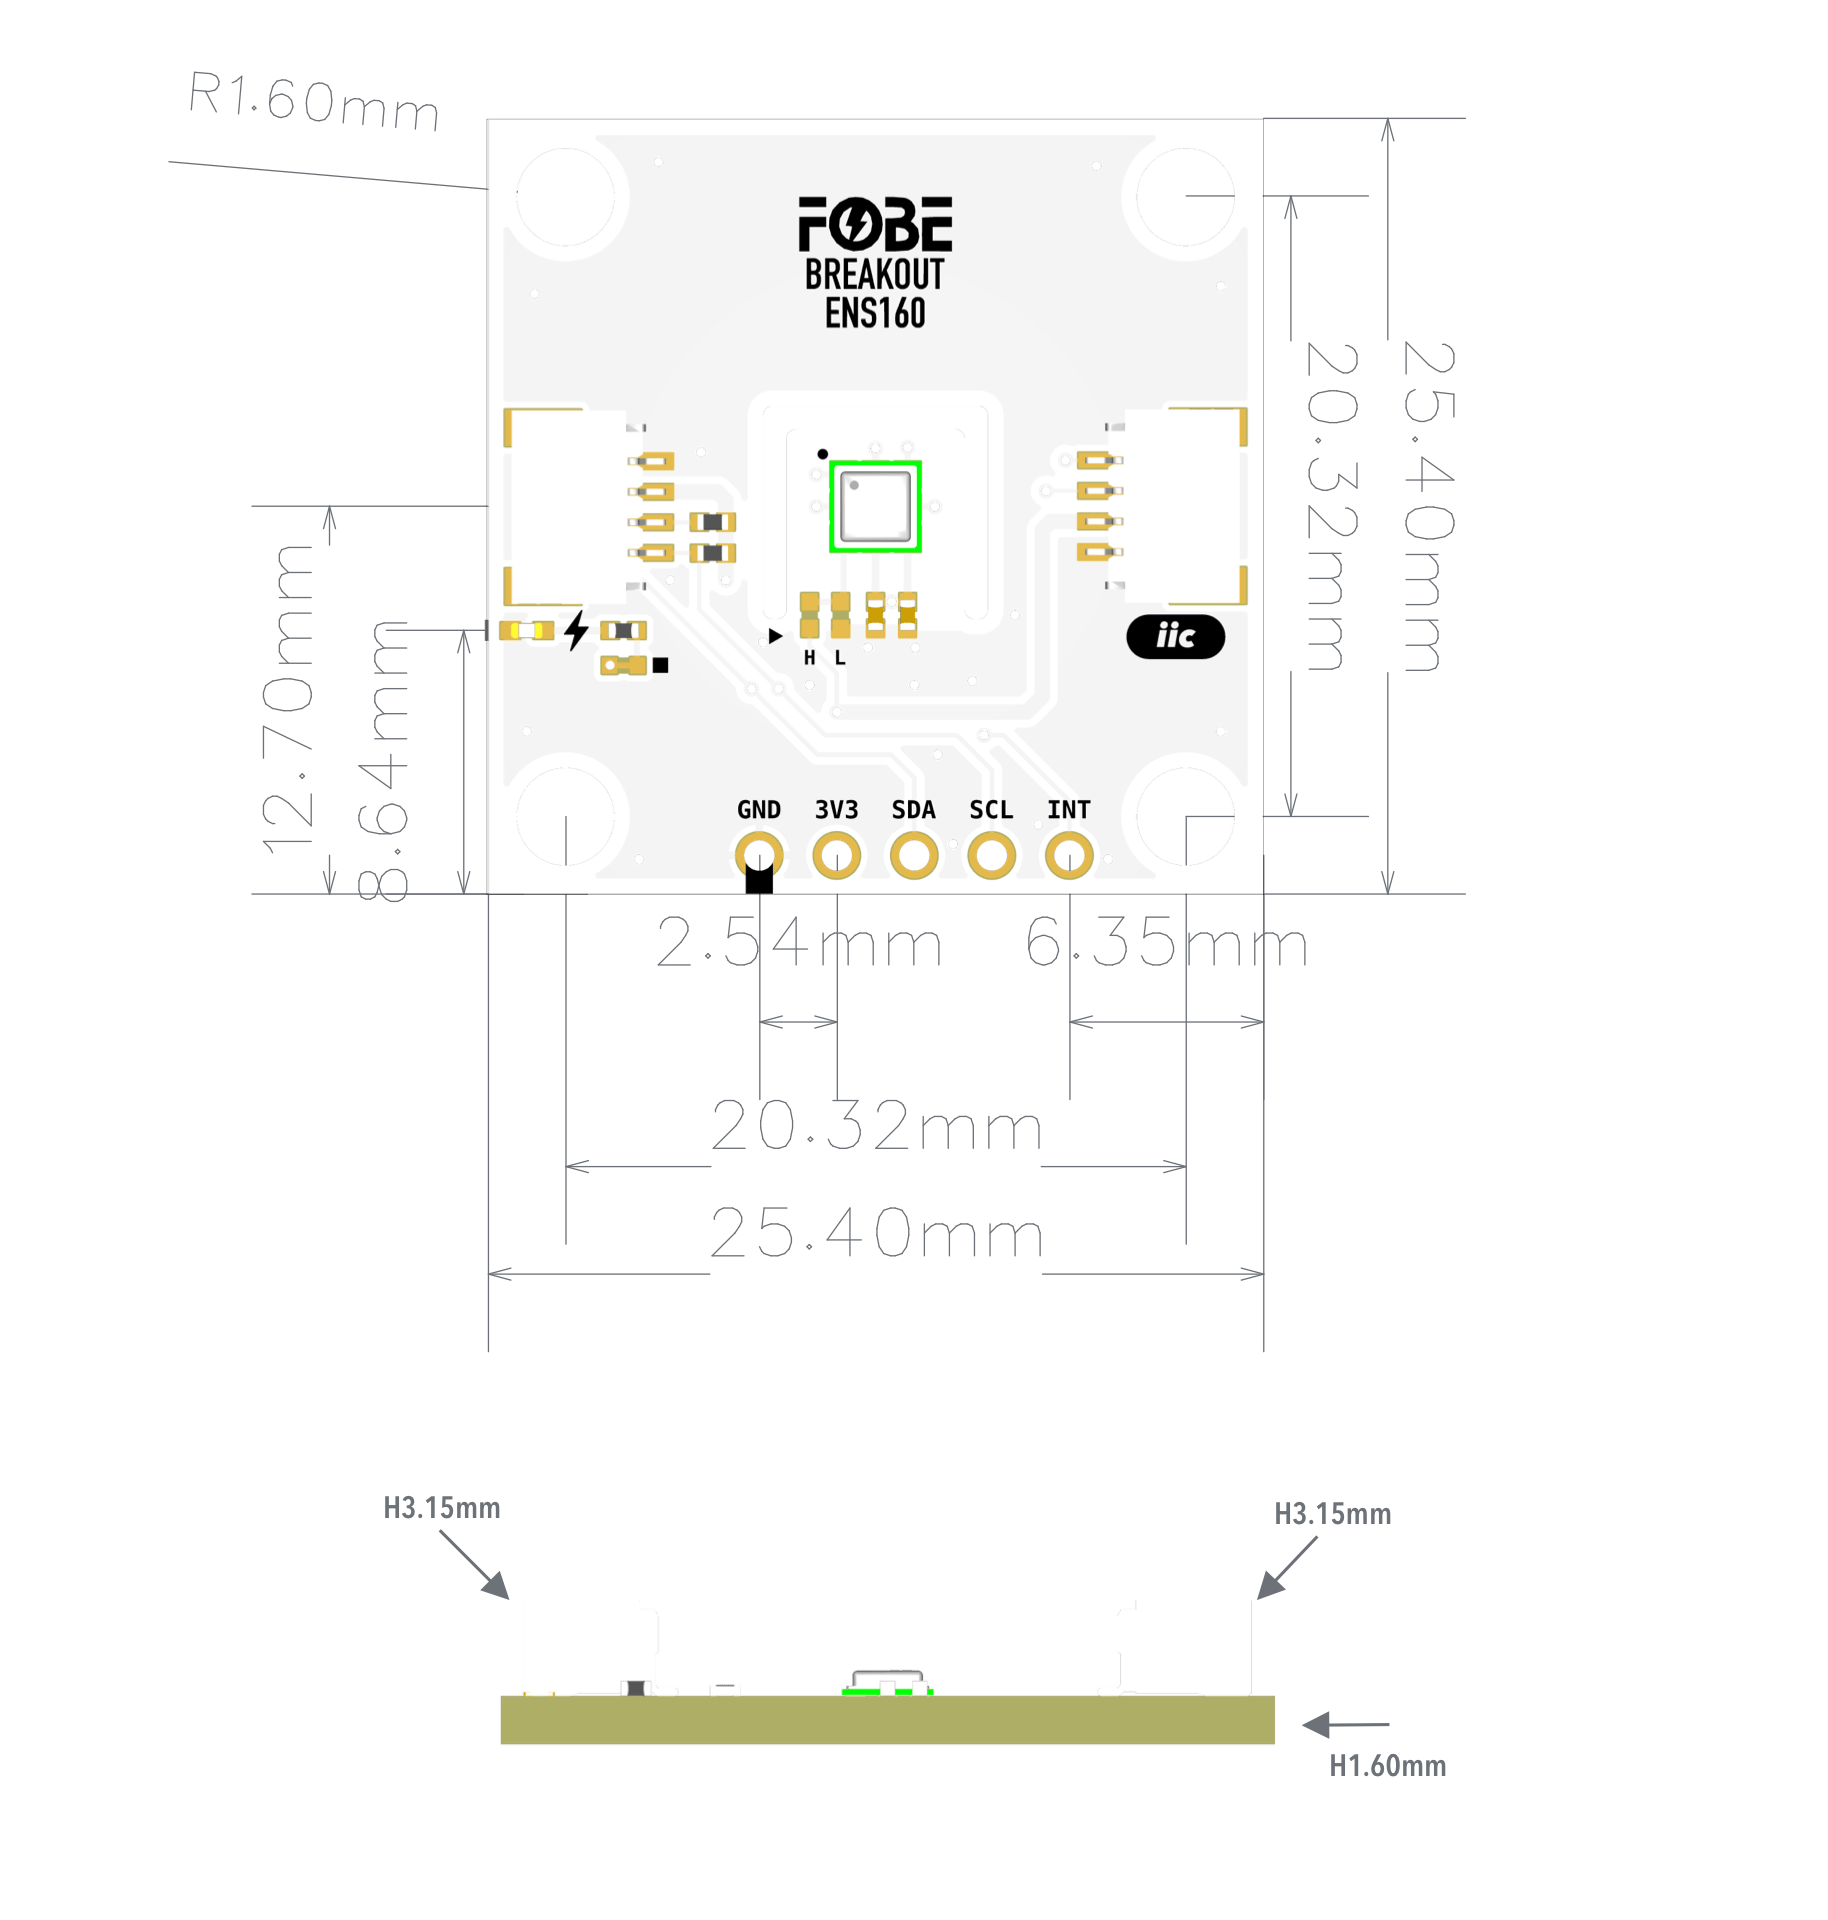 R1.60mm
FOBE
BREAKOUT
ENS160
20.32mm
25.40mm
12.70mm
8.64mm
iic
H L
GND 3V3 SDA SCL INT
2.54mm 6.35mm
20.32mm
25.40mm
H3.15mm H3.15mm
H1.60mm